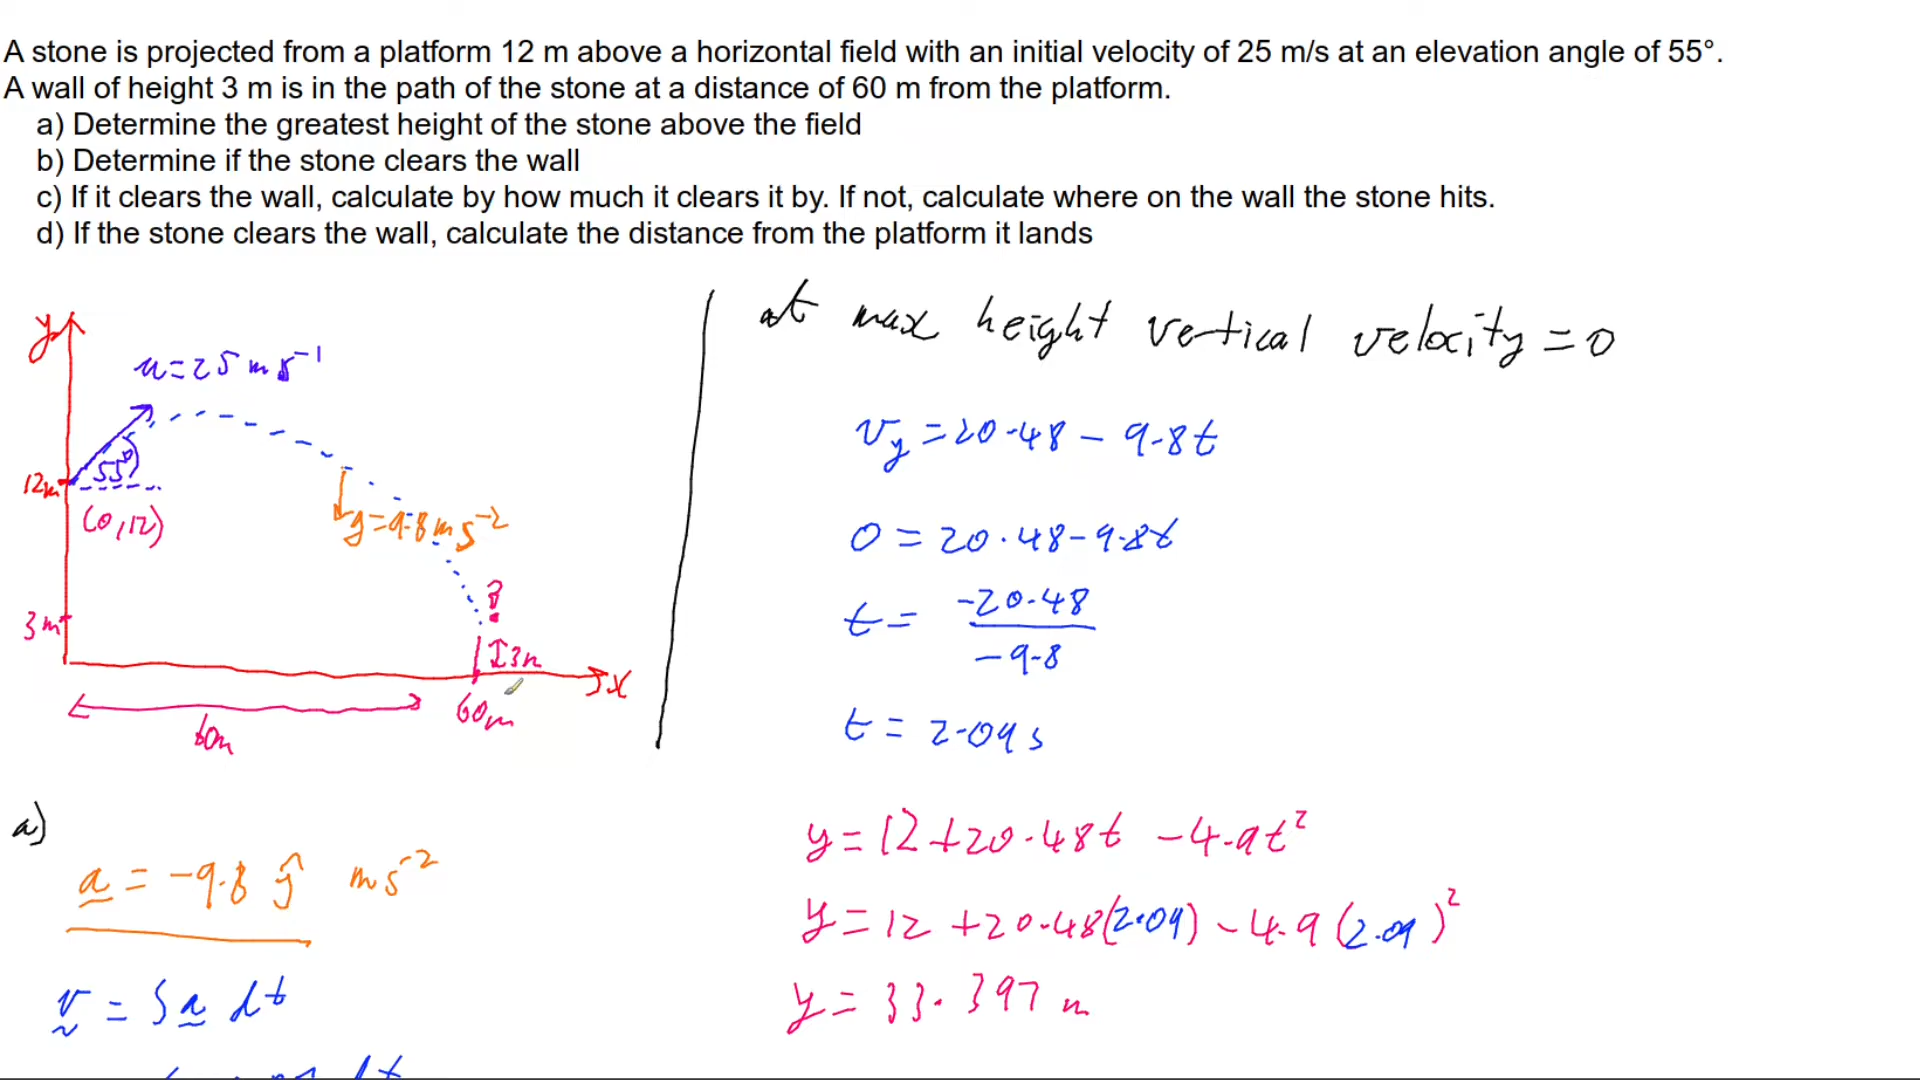 A stone is projected from a platform 12 m above a horizontal field with an initial velocity of 25 m/s at an elevation angle of 55°.
A wall of height 3 m is in the path of the stone at a distance of 60 m from the platform.
a) Determine the greatest height of the stone above the field
b) Determine if the stone clears the wall
c) If it clears the wall, calculate by how much it clears it by. If not, calculate where on the wall the stone hits.
d) If the stone clears the wall, calculate the distance from the platform it lands
y
u=25 ms⁻¹
55°
12m
(0,12)
g=9.8ms⁻²
3m
?
3m
x
60m
60m
at max height vertical velocity = 0
v_y = 20.48 - 9.8t
0 = 20.48 - 9.8t
t = -20.48 / -9.8
t = 2.09s
y = 12 + 20.48t - 4.9t²
y = 12 + 20.48(2.09) - 4.9(2.09)²
y = 33.397 m
a)
a = -9.8 ĵ ms⁻²
v = ∫ a dt
dt